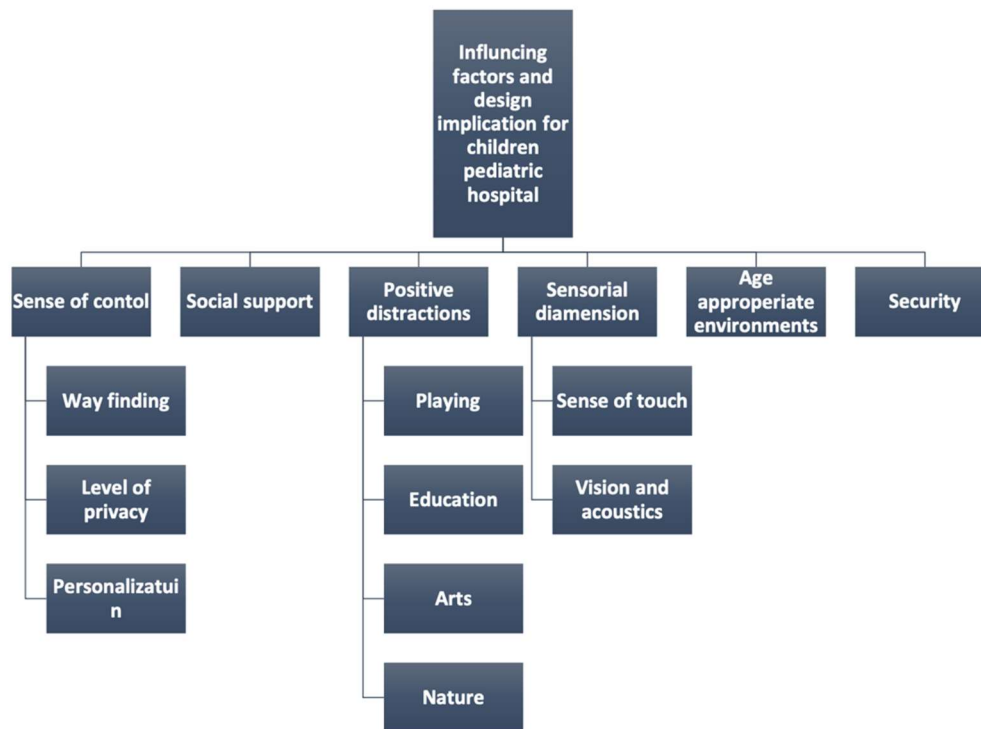 Influncing
factors and
design
implication for
children
pediatric
hospital
Sense of contol
Social support
Positive
distractions
Sensorial
diamension
Age
approperiate
environments
Security
Way finding
Level of
privacy
Personalizatui
n
Playing
Education
Arts
Nature
Sense of touch
Vision and
acoustics